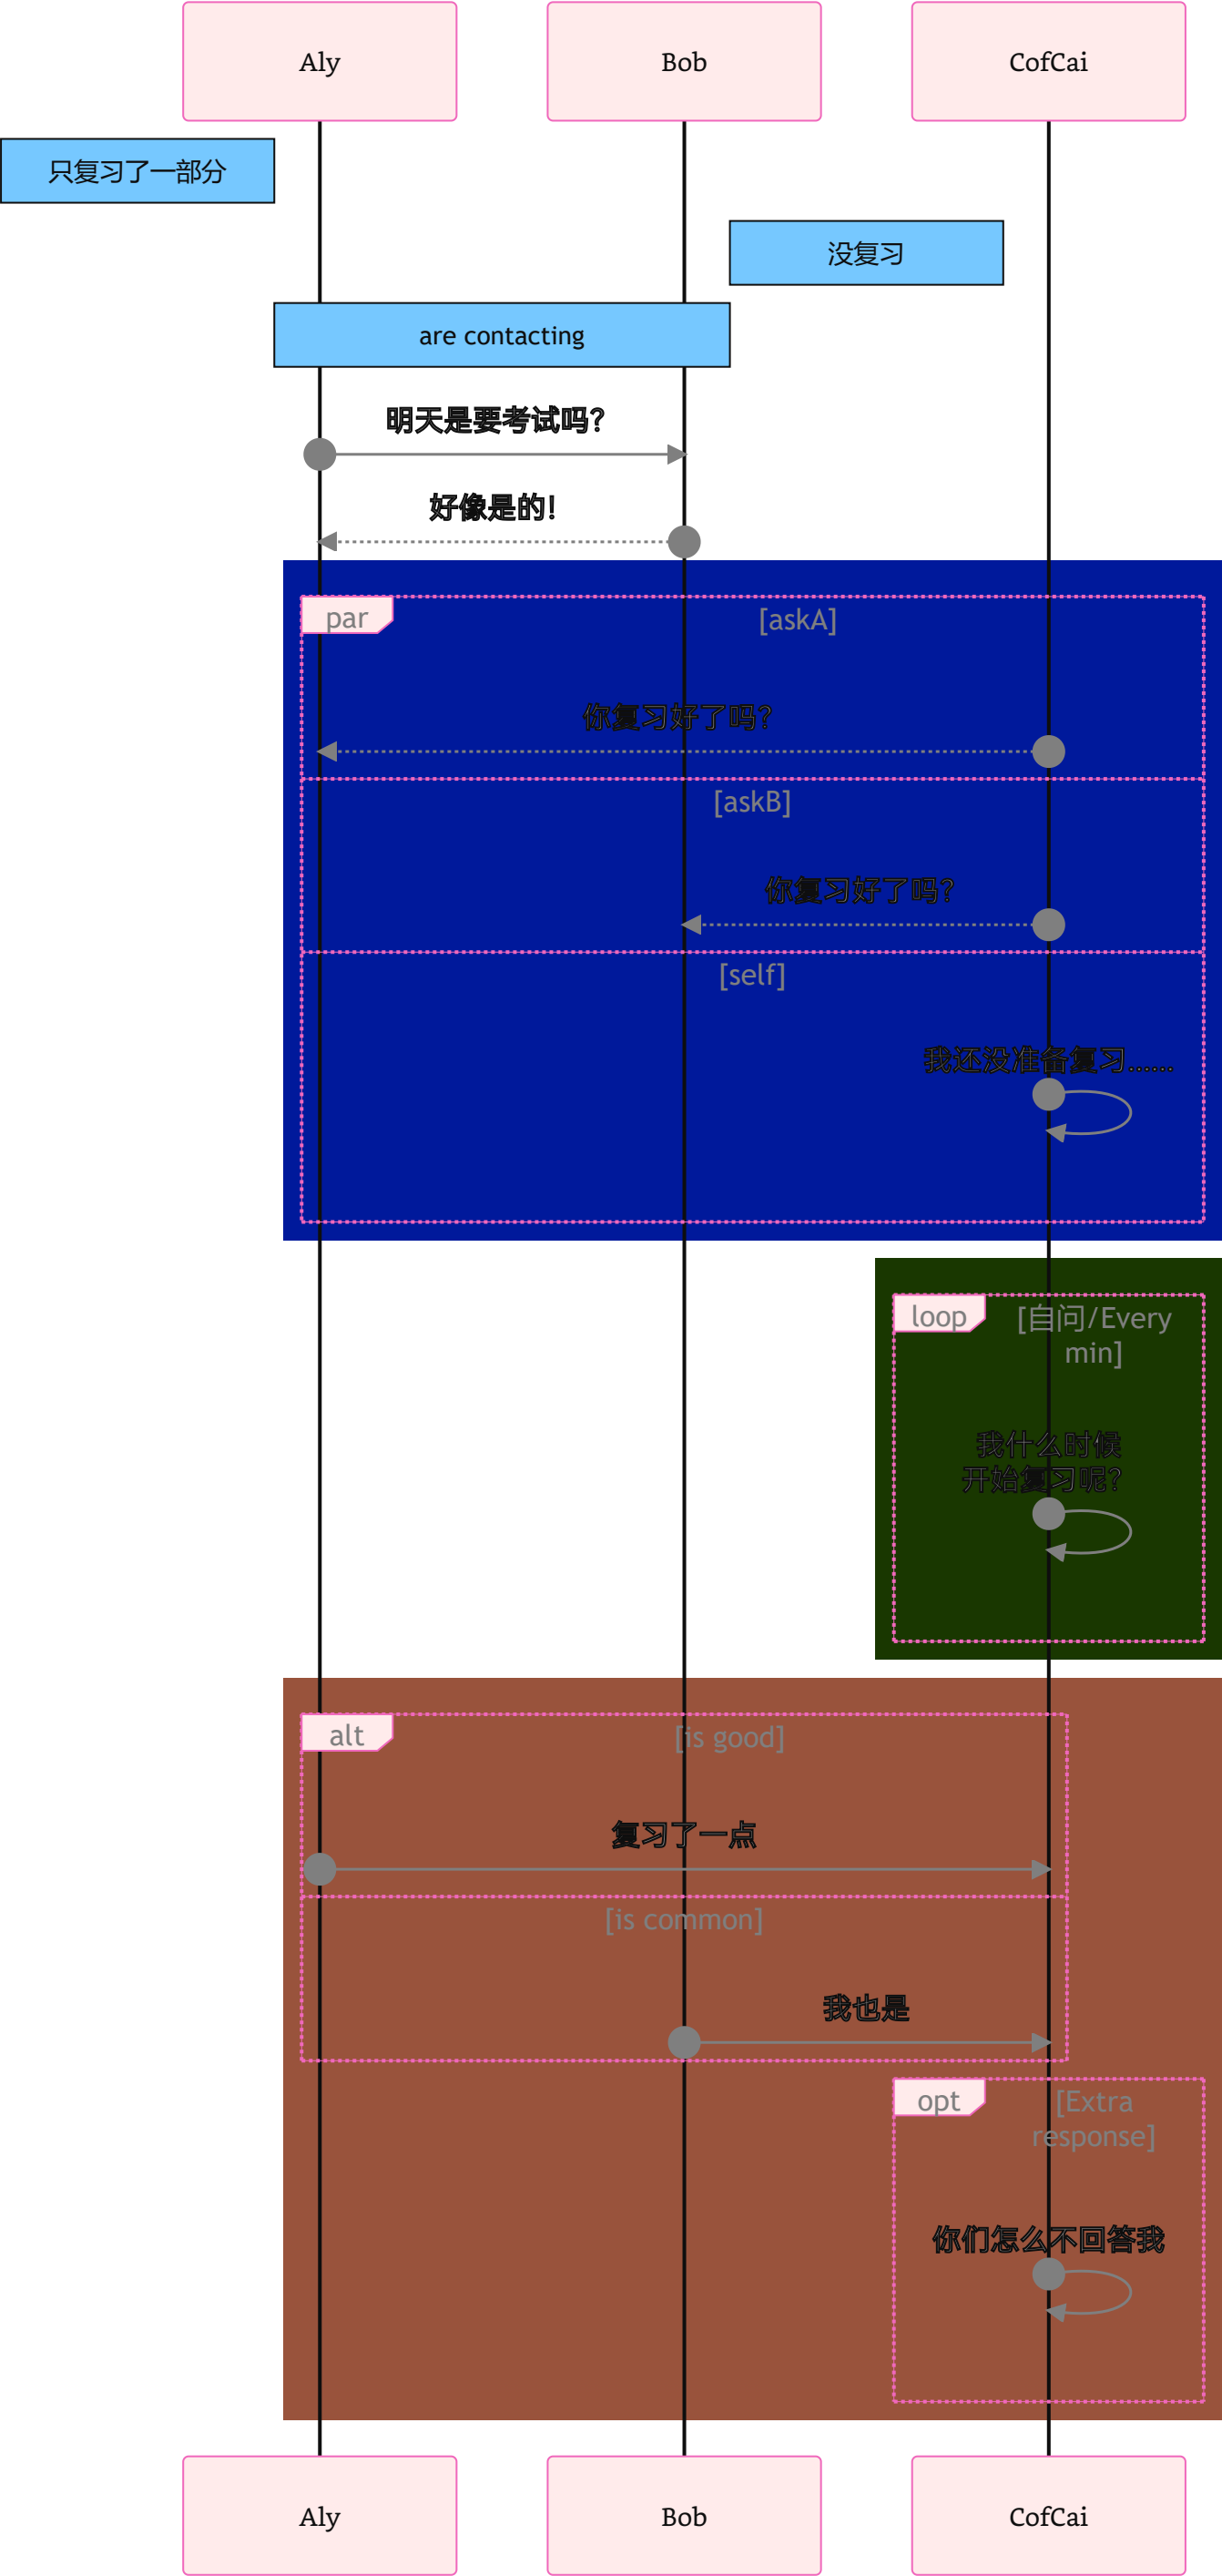 Aly
Bob
CofCai
只复习了一部分
没复习
are contacting
明天是要考试吗?
好像是的!
par
[askA]
你复习好了吗?
[askB]
你复习好了吗?
[self]
我还没准备复习......
loop
[自问/Every
min]
我什么时候
开始复习呢?
alt
[is good]
复习了一点
[is common]
我也是
opt
[Extra
response]
你们怎么不回答我
Aly
Bob
CofCai